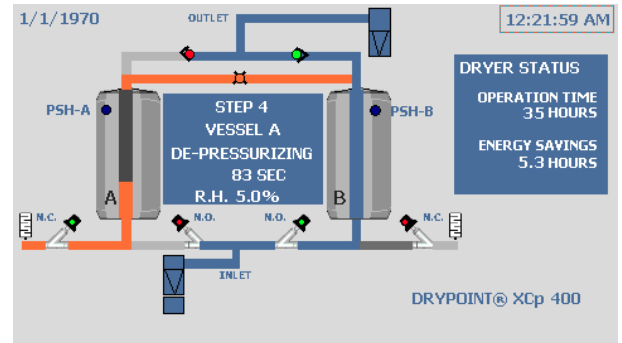 1/1/1970
OUTLET
12:21:59 AM
DRYER STATUS
OPERATION TIME
35 HOURS
ENERGY SAVINGS
5.3 HOURS
PSH-A
PSH-B
STEP 4
VESSEL A
DE-PRESSURIZING
83 SEC
R.H. 5.0%
A
B
N.C.
N.O.
N.O.
N.C.
INLET
DRYPOINT® XCp 400